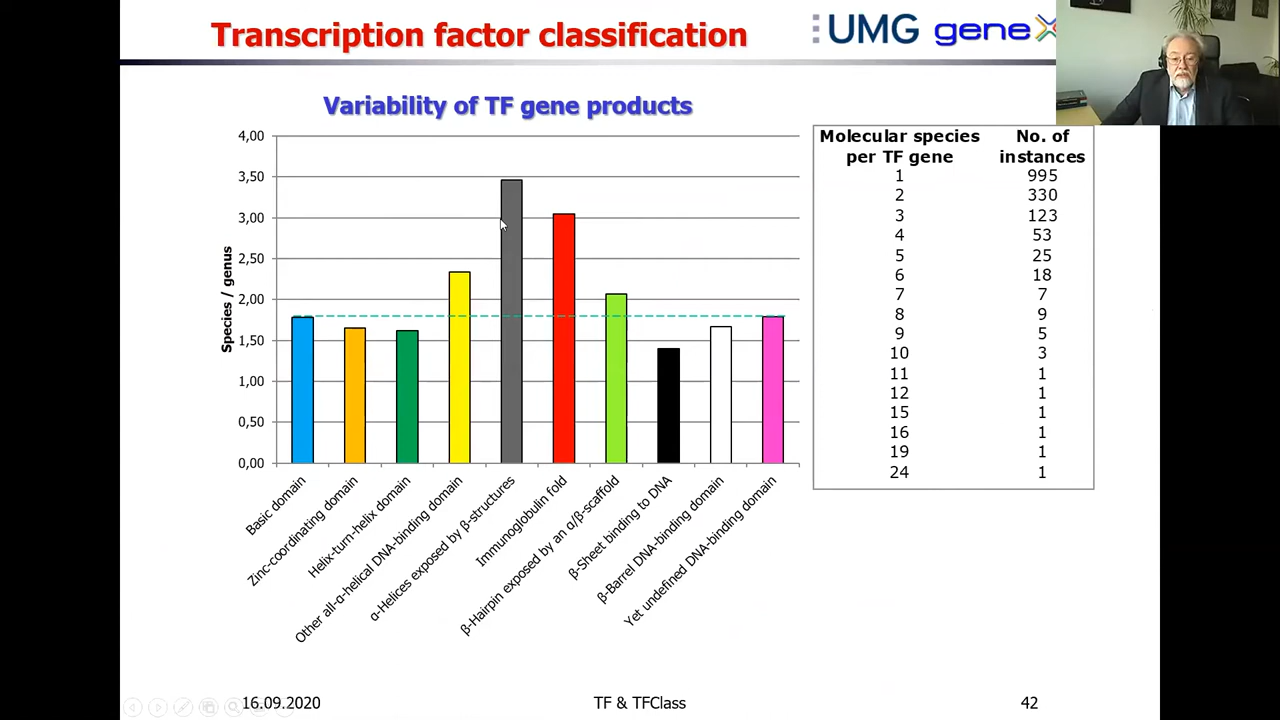 Transcription factor classification
UMG
gene
Variability of TF gene products
4,00
3,50
3,00
2,50
2,00
1,50
1,00
0,50
0,00
Species / genus
Basic domain
Zinc-coordinating domain
Helix-turn-helix domain
Other all-α-helical DNA-binding domain
α-Helices exposed by β-structures
Immunoglobulin fold
β-Hairpin exposed by an α/β-scaffold
β-Sheet binding to DNA
β-Barrel DNA-binding domain
Yet undefined DNA-binding domain
Molecular species No. of
per TF gene instances
1 995
2 330
3 123
4 53
5 25
6 18
7 7
8 9
9 5
10 3
11 1
12 1
15 1
16 1
19 1
24 1
16.09.2020 TF & TFClass 42